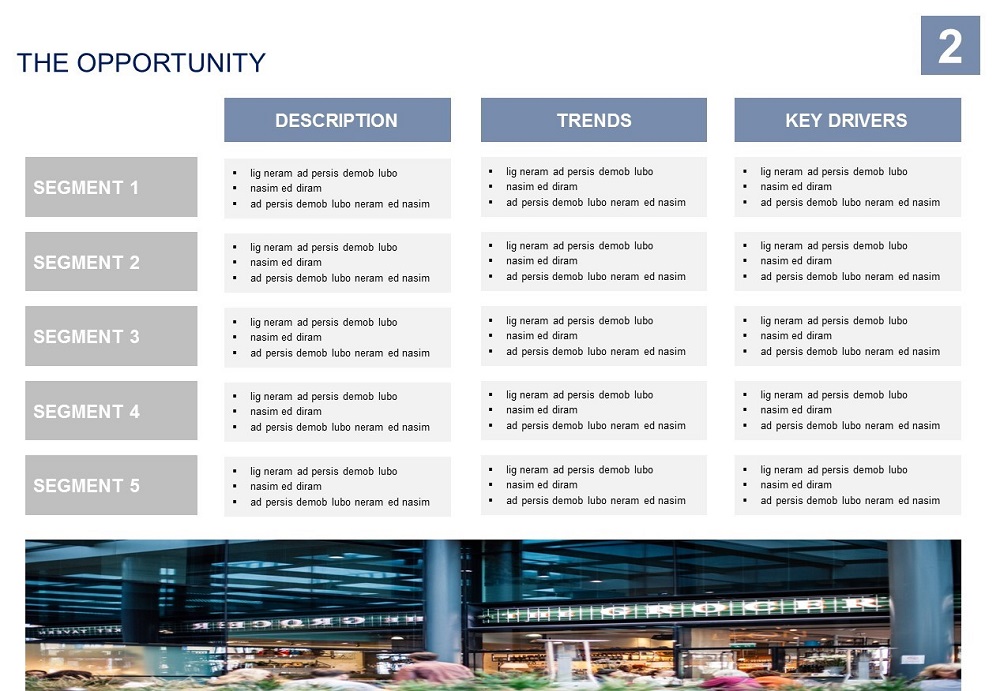 THE OPPORTUNITY
2
DESCRIPTION
TRENDS
KEY DRIVERS
SEGMENT 1
lig neram ad persis demob lubo
nasim ed diram
ad persis demob lubo neram ed nasim
lig neram ad persis demob lubo
nasim ed diram
ad persis demob lubo neram ed nasim
lig neram ad persis demob lubo
nasim ed diram
ad persis demob lubo neram ed nasim
SEGMENT 2
lig neram ad persis demob lubo
nasim ed diram
ad persis demob lubo neram ed nasim
lig neram ad persis demob lubo
nasim ed diram
ad persis demob lubo neram ed nasim
lig neram ad persis demob lubo
nasim ed diram
ad persis demob lubo neram ed nasim
SEGMENT 3
lig neram ad persis demob lubo
nasim ed diram
ad persis demob lubo neram ed nasim
lig neram ad persis demob lubo
nasim ed diram
ad persis demob lubo neram ed nasim
lig neram ad persis demob lubo
nasim ed diram
ad persis demob lubo neram ed nasim
SEGMENT 4
lig neram ad persis demob lubo
nasim ed diram
ad persis demob lubo neram ed nasim
lig neram ad persis demob lubo
nasim ed diram
ad persis demob lubo neram ed nasim
lig neram ad persis demob lubo
nasim ed diram
ad persis demob lubo neram ed nasim
SEGMENT 5
lig neram ad persis demob lubo
nasim ed diram
ad persis demob lubo neram ed nasim
lig neram ad persis demob lubo
nasim ed diram
ad persis demob lubo neram ed nasim
lig neram ad persis demob lubo
nasim ed diram
ad persis demob lubo neram ed nasim
GROCER